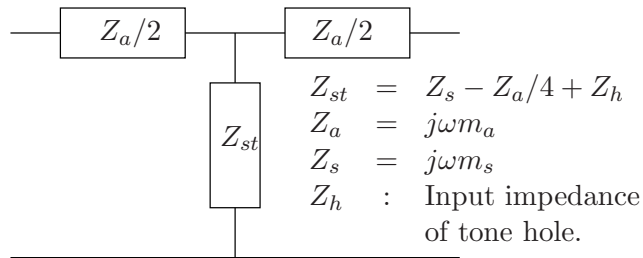 Z_a/2 Z_a/2
Z_st
Z_st = Z_s − Z_a/4 + Z_h
Z_a = jωm_a
Z_s = jωm_s
Z_h : Input impedance
of tone hole.